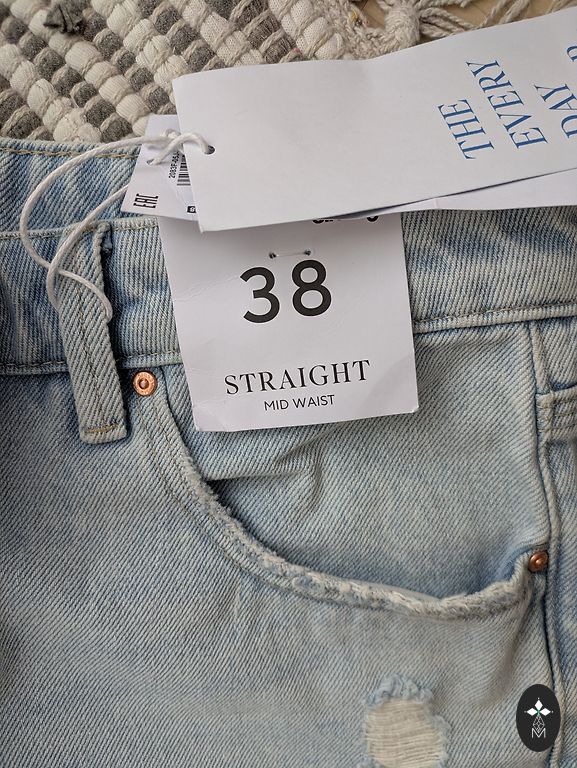 THE
EVERY
DAY
EAC
38
STRAIGHT
MID WAIST
M